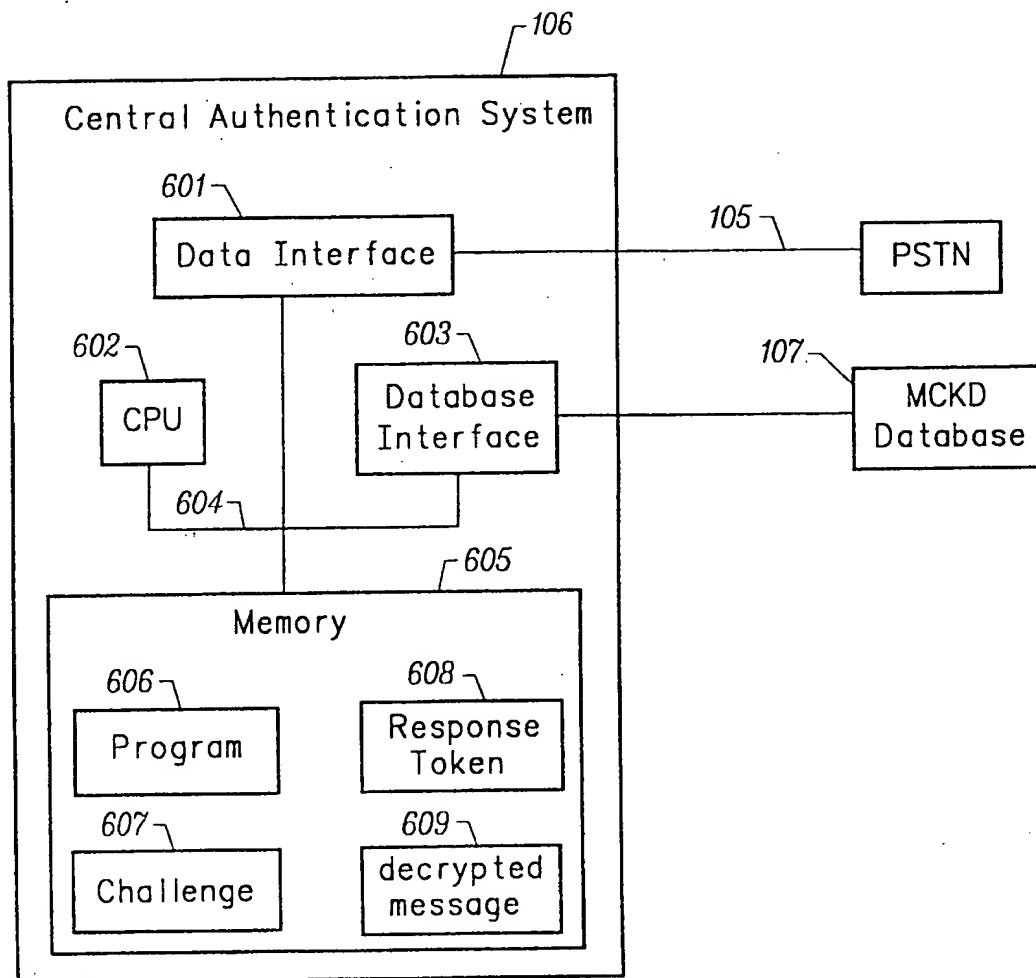 106
Central Authentication System
601
Data Interface
105
PSTN
602
CPU
603
Database
Interface
107
MCKD
Database
604
605
Memory
606
Program
608
Response
Token
607
Challenge
609
decrypted
message